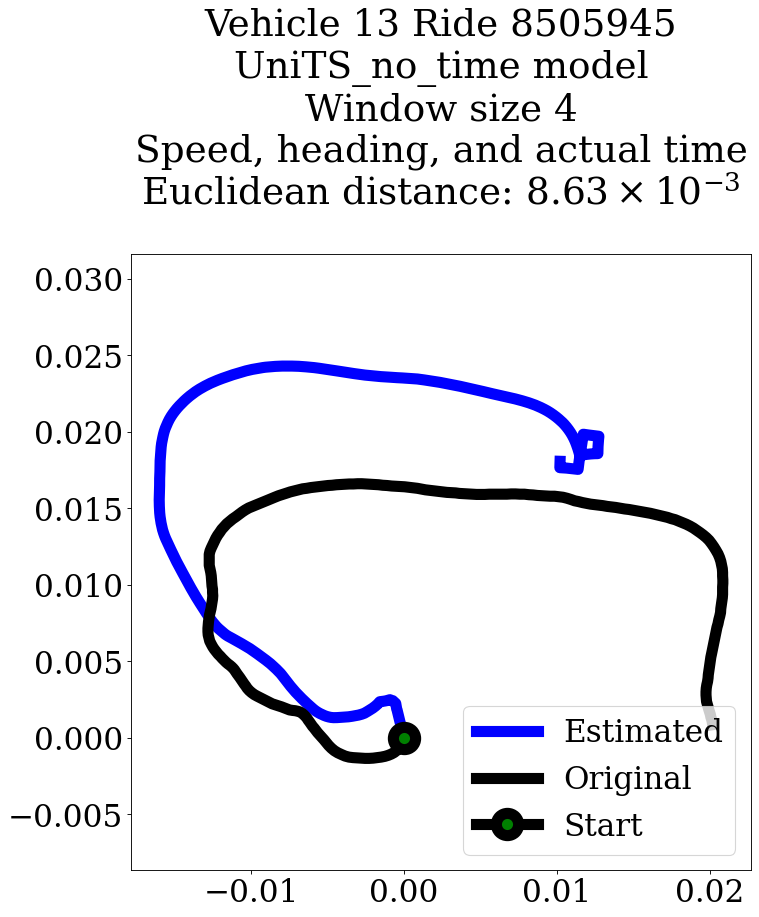 Vehicle 13 Ride 8505945
UniTS_no_time model
Window size 4
Speed, heading, and actual time
Euclidean distance: 8.63 × 10⁻³
0.030
0.025
0.020
0.015
0.010
0.005
0.000
−0.005
Estimated
Original
Start
−0.01 0.00 0.01 0.02